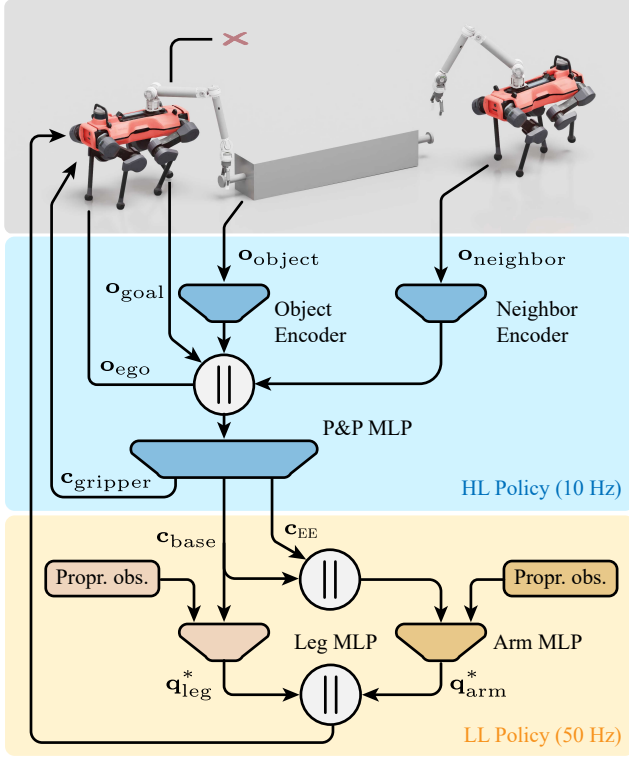 o_object
o_neighbor
o_goal
Object
Encoder
Neighbor
Encoder
o_ego
||
P&P MLP
c_gripper
HL Policy (10 Hz)
c_base
c_EE
||
Propr. obs.
Propr. obs.
Leg MLP
Arm MLP
q*_leg
||
q*_arm
LL Policy (50 Hz)